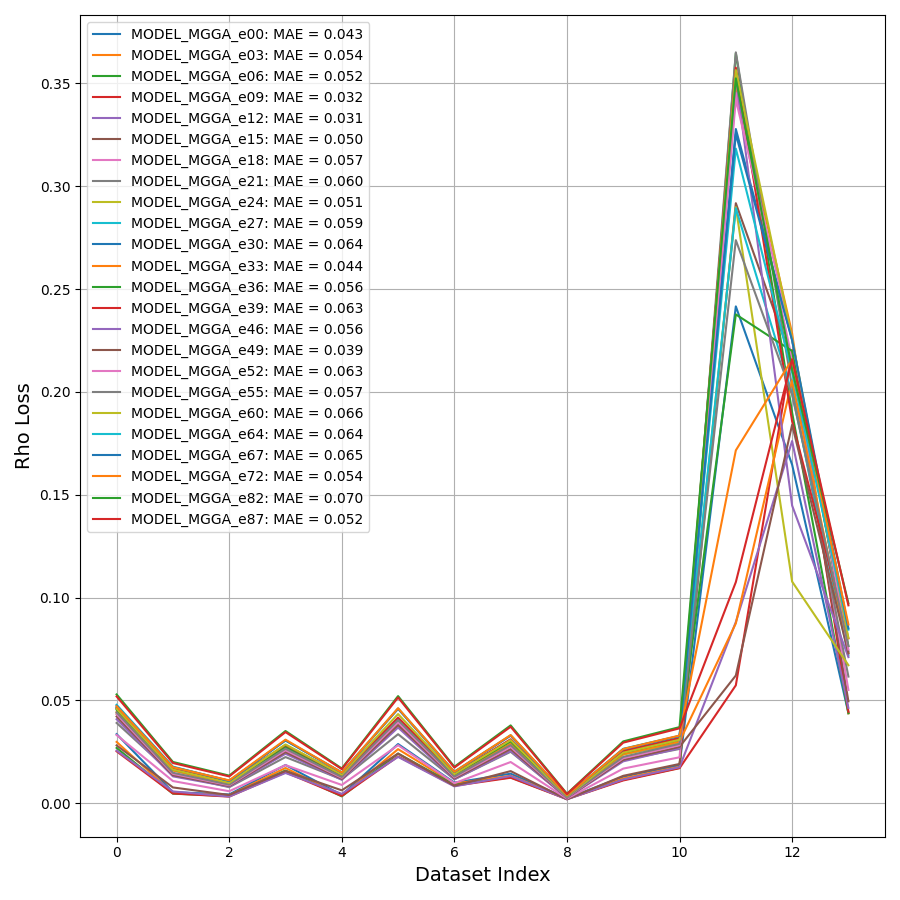 MODEL_MGGA_e00: MAE = 0.043
MODEL_MGGA_e03: MAE = 0.054
MODEL_MGGA_e06: MAE = 0.052
MODEL_MGGA_e09: MAE = 0.032
MODEL_MGGA_e12: MAE = 0.031
MODEL_MGGA_e15: MAE = 0.050
MODEL_MGGA_e18: MAE = 0.057
MODEL_MGGA_e21: MAE = 0.060
MODEL_MGGA_e24: MAE = 0.051
MODEL_MGGA_e27: MAE = 0.059
MODEL_MGGA_e30: MAE = 0.064
MODEL_MGGA_e33: MAE = 0.044
MODEL_MGGA_e36: MAE = 0.056
MODEL_MGGA_e39: MAE = 0.063
MODEL_MGGA_e46: MAE = 0.056
MODEL_MGGA_e49: MAE = 0.039
MODEL_MGGA_e52: MAE = 0.063
MODEL_MGGA_e55: MAE = 0.057
MODEL_MGGA_e60: MAE = 0.066
MODEL_MGGA_e64: MAE = 0.064
MODEL_MGGA_e67: MAE = 0.065
MODEL_MGGA_e72: MAE = 0.054
MODEL_MGGA_e82: MAE = 0.070
MODEL_MGGA_e87: MAE = 0.052
0.35
0.30
0.25
0.20
0.15
0.10
0.05
0.00
Rho Loss
0 2 4 6 8 10 12
Dataset Index